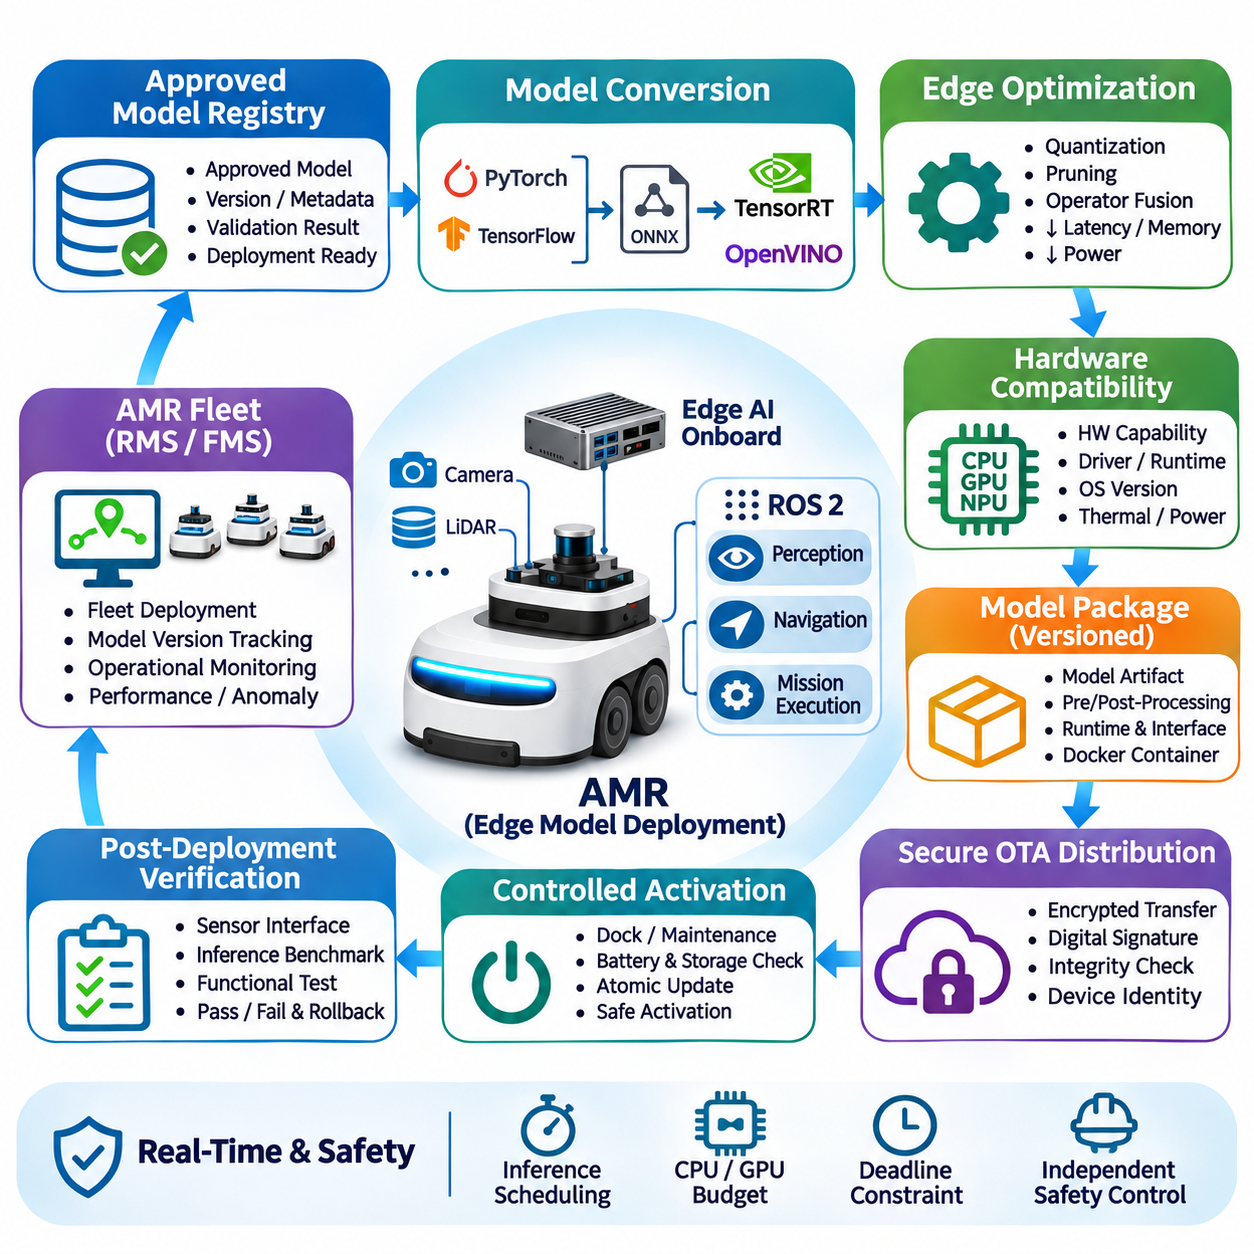 Approved
Model Registry
Approved Model
Version / Metadata
Validation Result
Deployment Ready
Model Conversion
PyTorch
TensorFlow
ONNX
TensorRT
OpenVINO
Edge Optimization
Quantization
Pruning
Operator Fusion
↓ Latency / Memory
↓ Power
Hardware
Compatibility
CPU
GPU
NPU
HW Capability
Driver / Runtime
OS Version
Thermal / Power
AMR Fleet
(RMS / FMS)
Fleet Deployment
Model Version Tracking
Operational Monitoring
Performance / Anomaly
Edge AI
Onboard
Camera
LiDAR
...
ROS 2
Perception
Navigation
Mission
Execution
AMR
(Edge Model Deployment)
Model Package
(Versioned)
Model Artifact
Pre/Post-Processing
Runtime & Interface
Docker Container
Post-Deployment
Verification
Sensor Interface
Inference Benchmark
Functional Test
Pass / Fail & Rollback
Controlled Activation
Dock / Maintenance
Battery & Storage Check
Atomic Update
Safe Activation
Secure OTA Distribution
Encrypted Transfer
Digital Signature
Integrity Check
Device Identity
Real-Time & Safety
Inference
Scheduling
CPU / GPU
Budget
Deadline
Constraint
Independent
Safety Control